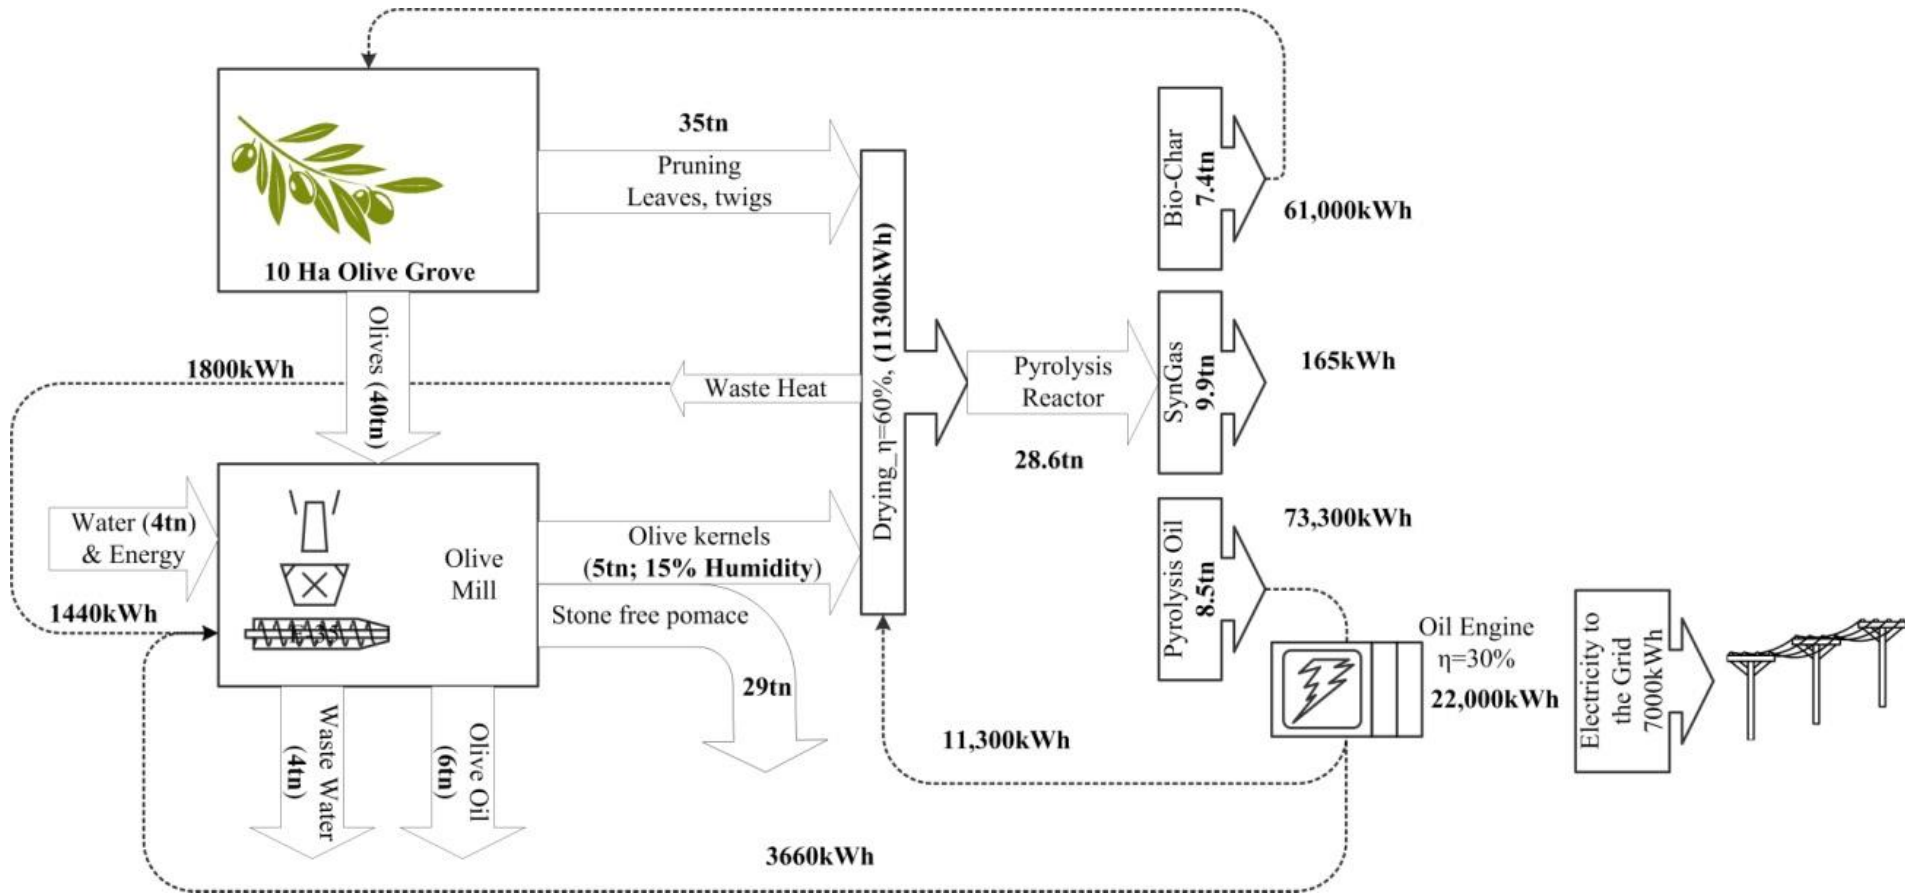 35tn
Pruning
Leaves, twigs
10 Ha Olive Grove
Olives (40tn)
1800kWh
Waste Heat
Drying_η=60%, (11300kWh)
Pyrolysis
Reactor
28.6tn
Bio-Char
7.4tn
61,000kWh
SynGas
9.9tn
165kWh
Pyrolysis Oil
8.5tn
73,300kWh
Water (4tn)
& Energy
1440kWh
Olive
Mill
Olive kernels
(5tn; 15% Humidity)
Stone free pomace
29tn
Waste Water
(4tn)
Olive Oil
(6tn)
Oil Engine
η=30%
22,000kWh
Electricity to
the Grid
7000kWh
11,300kWh
3660kWh